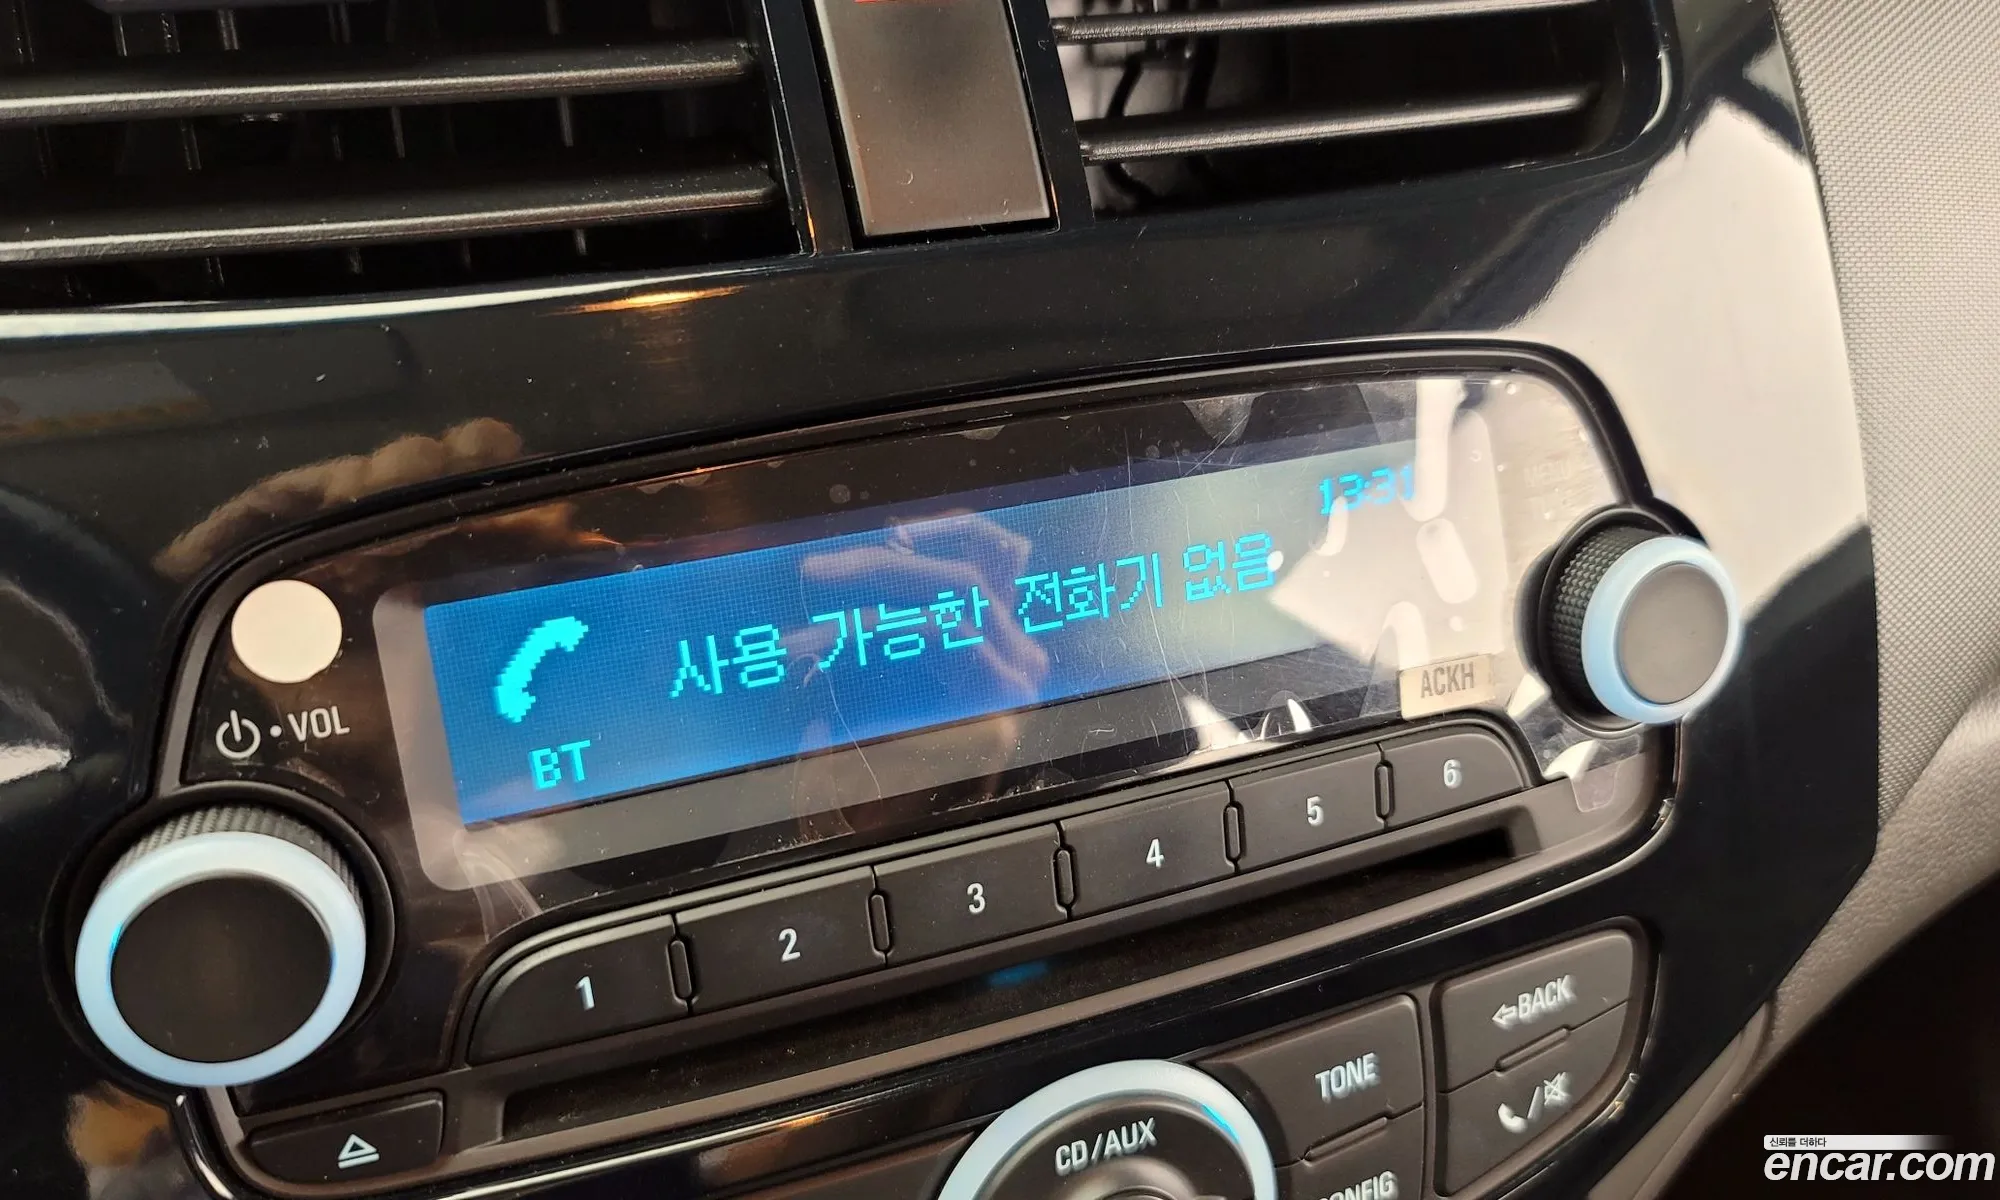 13:31
사용 가능한 전화기 없음
BT
VOL
ACKH
1 2 3 4 5 6
BACK
TONE
CD/AUX
CONFIG
신뢰를 더하다
encar.com